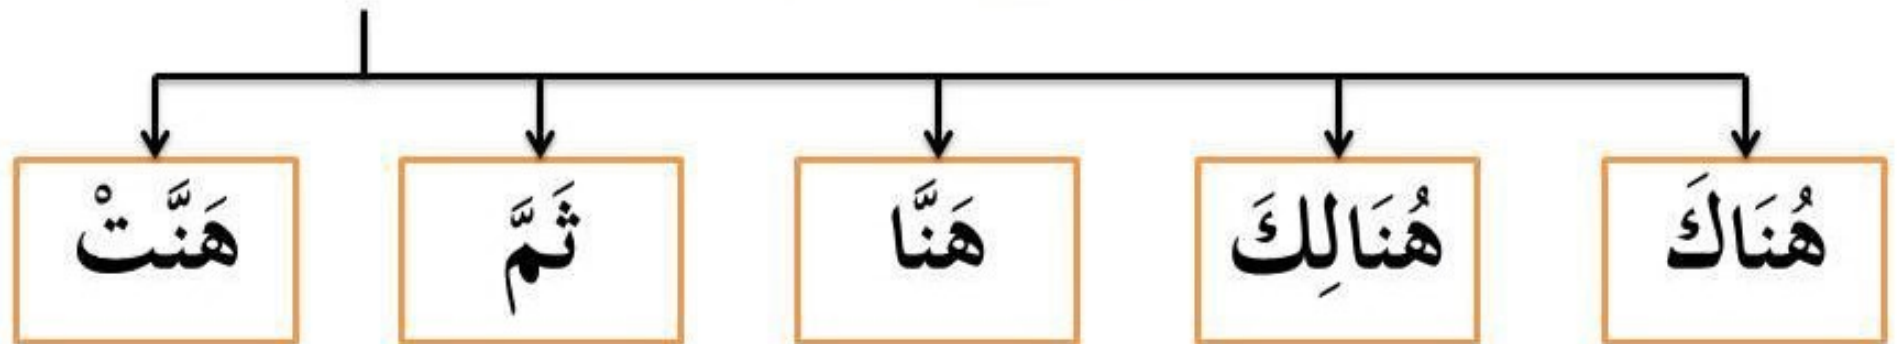 هُنَاكَ
هُنَالِكَ
هَنَّا
ثَمَّ
هَنَّتْ